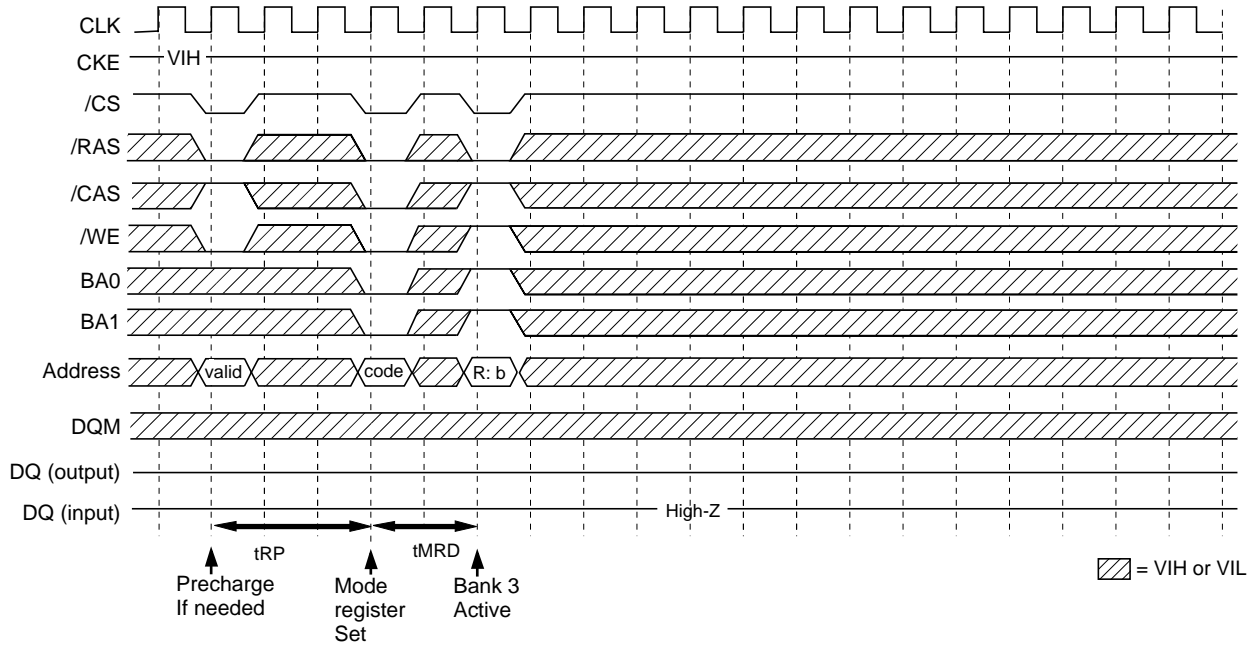 CLK
CKE
VIH
/CS
/RAS
/CAS
/WE
BA0
BA1
Address
valid
code
R: b
DQM
DQ (output)
DQ (input)
High-Z
tRP
tMRD
Precharge
If needed
Mode
register
Set
Bank 3
Active
= VIH or VIL